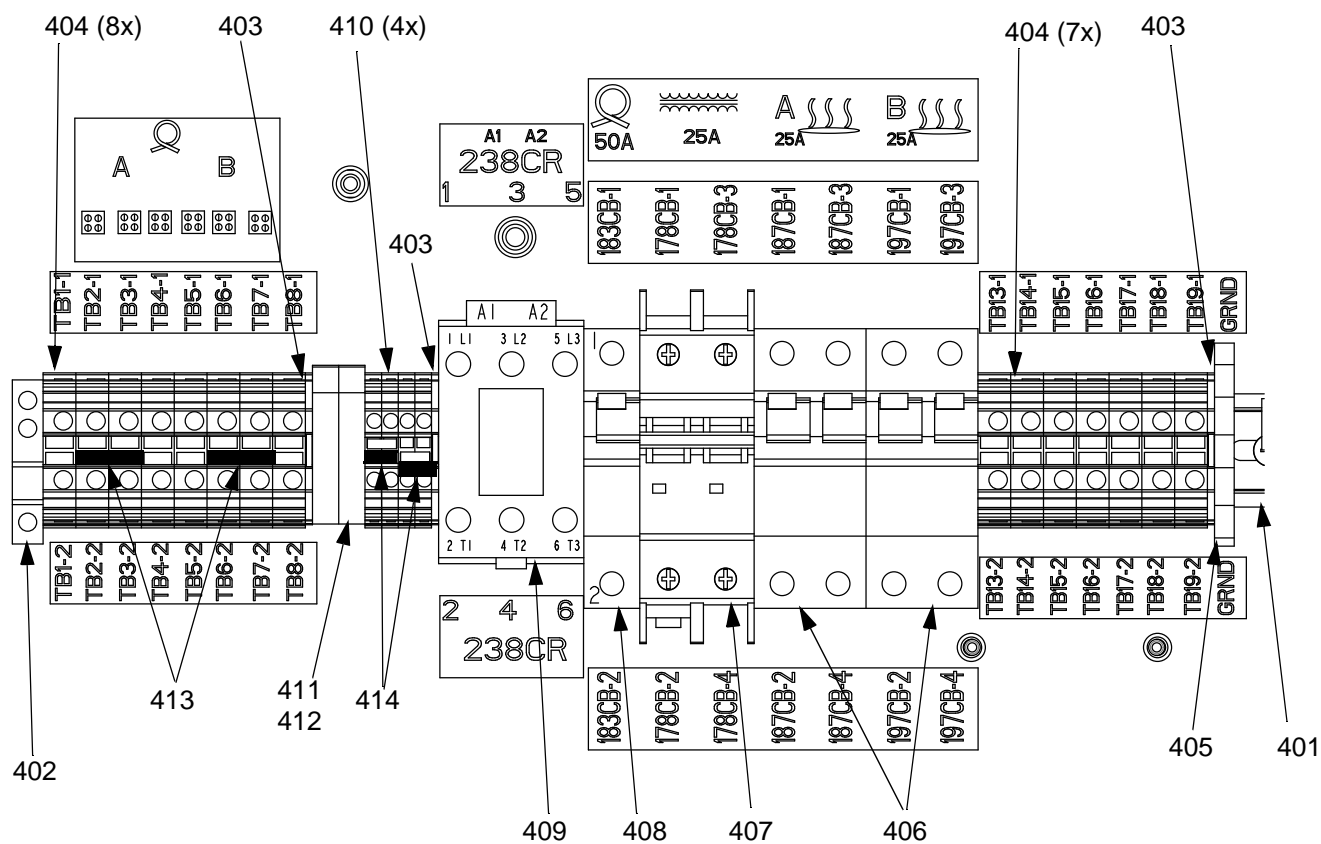 404 (8x) 403 410 (4x) 404 (7x) 403
A B
A1 A2
238CR
1 3 5
50A 25A A 25A B 25A
183CB-1 178CB-1 178CB-3 187CB-1 187CB-3 197CB-1 197CB-3
403
TB1-1 TB2-1 TB3-1 TB4-1 TB5-1 TB6-1 TB7-1 TB8-1
TB13-1 TB14-1 TB15-1 TB16-1 TB17-1 TB18-1 TB19-1 GRND
A1 A2
1 L1 3 L2 5 L3
1
2 T1 4 T2 6 T3
2
TB1-2 TB2-2 TB3-2 TB4-2 TB5-2 TB6-2 TB7-2 TB8-2
TB13-2 TB14-2 TB15-2 TB16-2 TB17-2 TB18-2 TB19-2 GRND
2 4 6
238CR
183CB-2 178CB-2 178CB-4 187CB-2 187CB-4 197CB-2 197CB-4
413 411 414
412
402 405 401
409 408 407 406